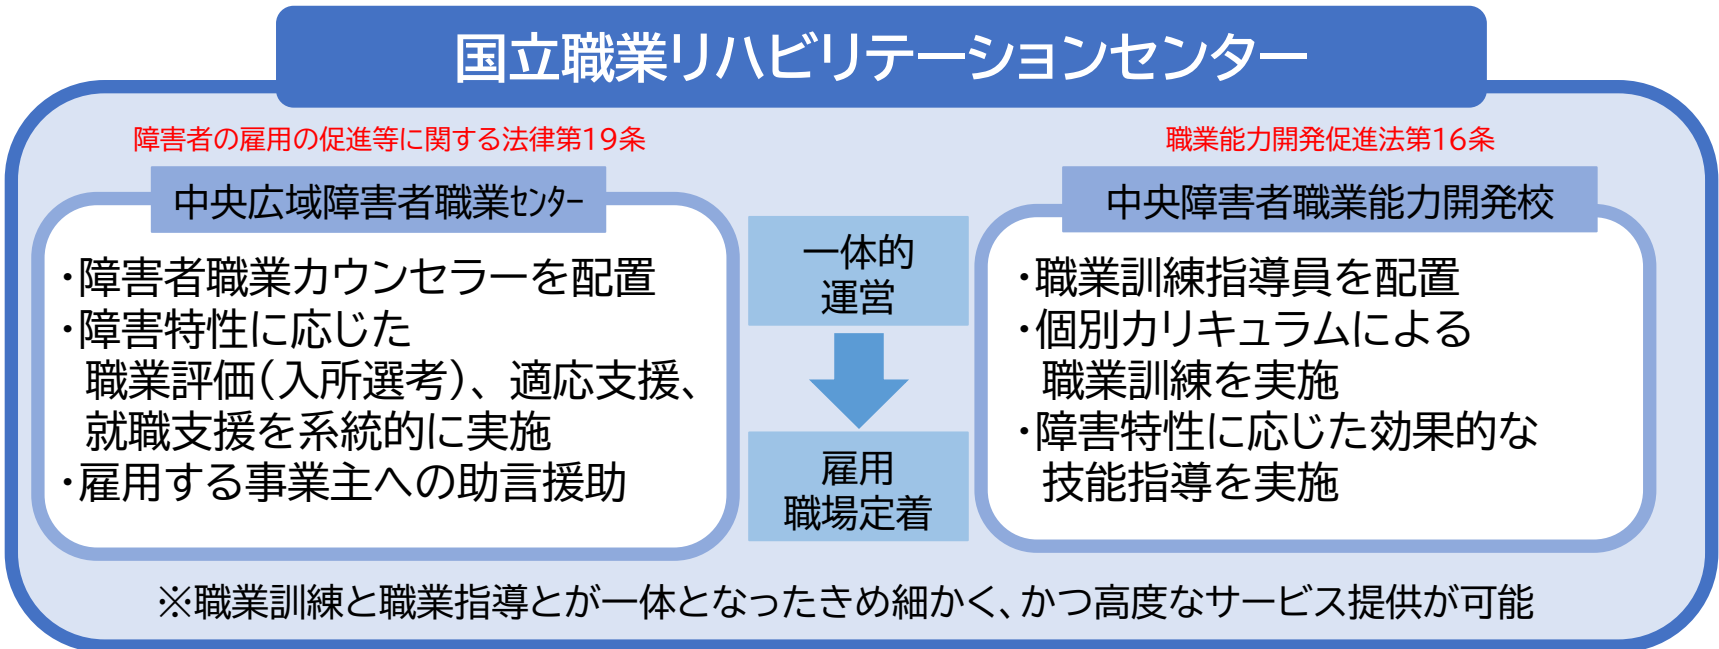 国立職業リハビリテーションセンター
障害者の雇用の促進等に関する法律第19条
中央広域障害者職業ｾﾝﾀｰ
・障害者職業カウンセラーを配置
・障害特性に応じた
職業評価（入所選考）、適応支援、
就職支援を系統的に実施
・雇用する事業主への助言援助
一体的
運営
雇用
職場定着
職業能力開発促進法第16条
中央障害者職業能力開発校
・職業訓練指導員を配置
・個別カリキュラムによる
職業訓練を実施
・障害特性に応じた効果的な
技能指導を実施
※職業訓練と職業指導とが一体となったきめ細かく、かつ高度なサービス提供が可能